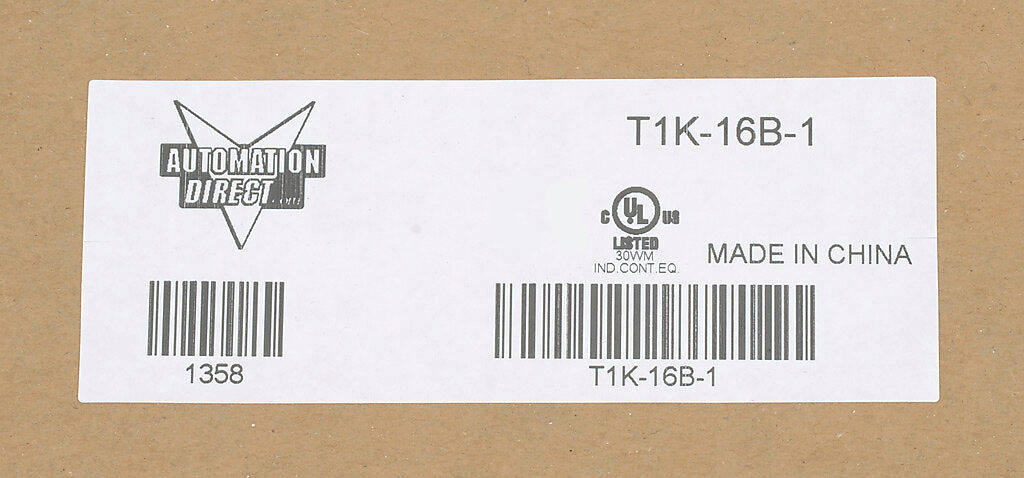 AUTOMATION
DIRECT
T1K-16B-1
C UL US
LISTED
30WM
IND.CONT.EQ.
MADE IN CHINA
1358
T1K-16B-1